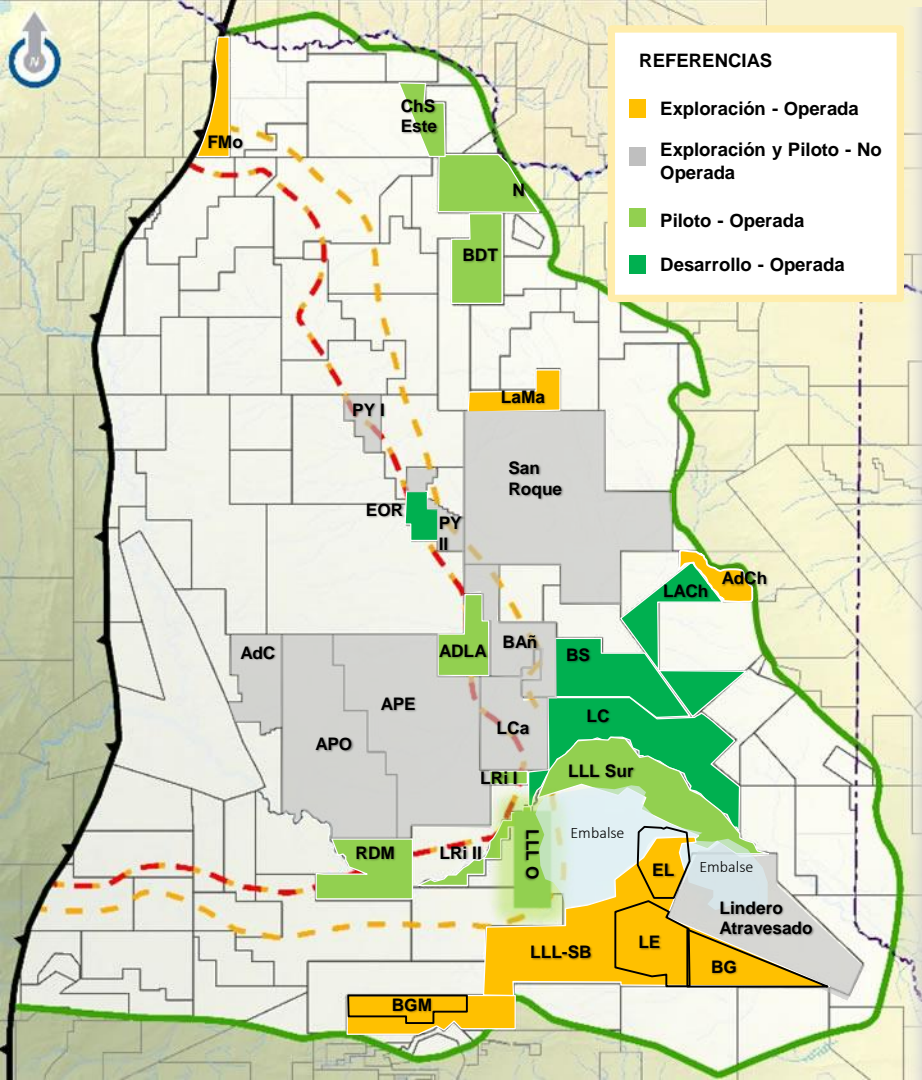 N
REFERENCIAS
Exploración - Operada
Exploración y Piloto - No
Operada
Piloto - Operada
Desarrollo - Operada
FMo
ChS
Este
N
BDT
LaMa
PY I
San
Roque
EOR
PY
II
AdCh
LACh
ADLA
BAñ
BS
AdC
APE
LC
LCa
APO
LRi I
LLL Sur
Embalse
LLL O
RDM
LRi II
EL
Embalse
Lindero
Atravesado
LE
LLL-SB
BG
BGM